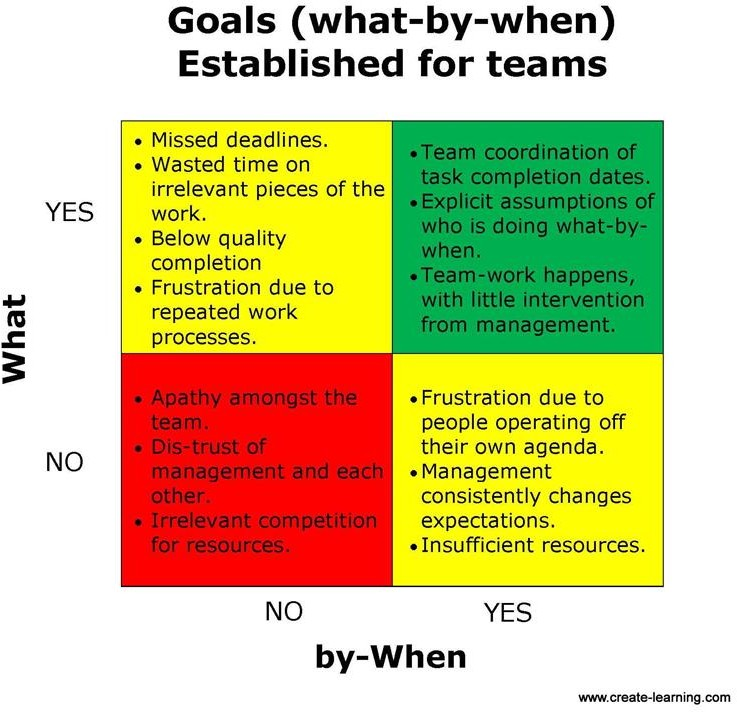 Goals (what-by-when)
Established for teams
What
YES
• Missed deadlines.
• Wasted time on
irrelevant pieces of the
work.
• Below quality
completion
• Frustration due to
repeated work
processes.
• Team coordination of
task completion dates.
• Explicit assumptions of
who is doing what-by-
when.
• Team-work happens,
with little intervention
from management.
NO
• Apathy amongst the
team.
• Dis-trust of
management and each
other.
• Irrelevant competition
for resources.
• Frustration due to
people operating off
their own agenda.
• Management
consistently changes
expectations.
• Insufficient resources.
NO
YES
by-When
www.create-learning.com